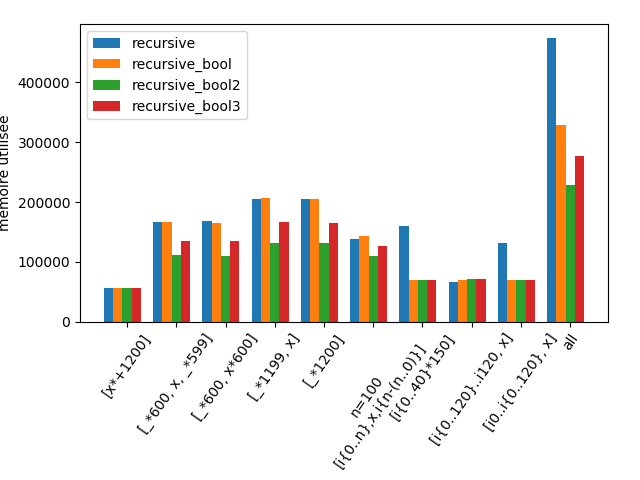 mémoire utilisée
400000
300000
200000
100000
0
recursive
recursive_bool
recursive_bool2
recursive_bool3
[x*+1200]
[_*600, x, _*599]
[_*600, x*600]
[_*1199, x]
[_*1200]
n=100
[i{0..n},x,i{n-(n..0)}]
[i{0..40}*150]
[i{0..120}..i120, x]
[i0..i{0..120}, x]
all